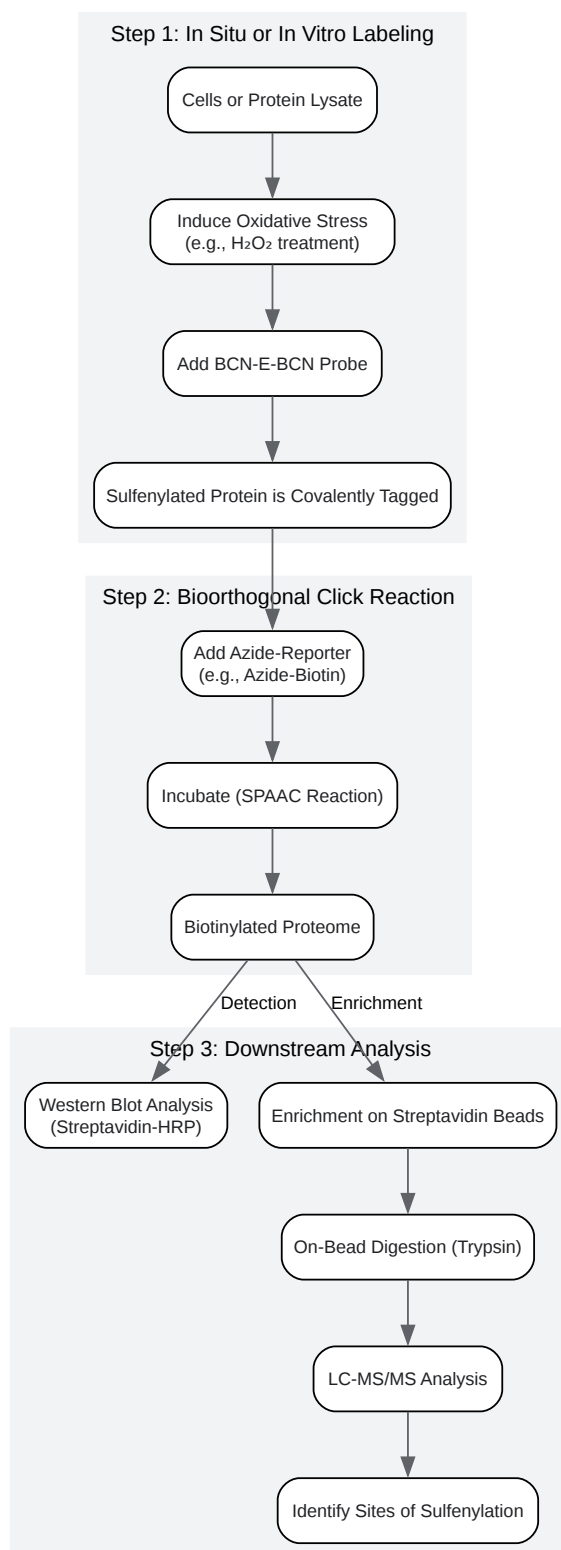 Step 1: In Situ or In Vitro Labeling
Cells or Protein Lysate
Induce Oxidative Stress
(e.g., H₂O₂ treatment)
Add BCN-E-BCN Probe
Sulfenylated Protein is Covalently Tagged
Step 2: Bioorthogonal Click Reaction
Add Azide-Reporter
(e.g., Azide-Biotin)
Incubate (SPAAC Reaction)
Biotinylated Proteome
Detection
Enrichment
Step 3: Downstream Analysis
Western Blot Analysis
(Streptavidin-HRP)
Enrichment on Streptavidin Beads
On-Bead Digestion (Trypsin)
LC-MS/MS Analysis
Identify Sites of Sulfenylation